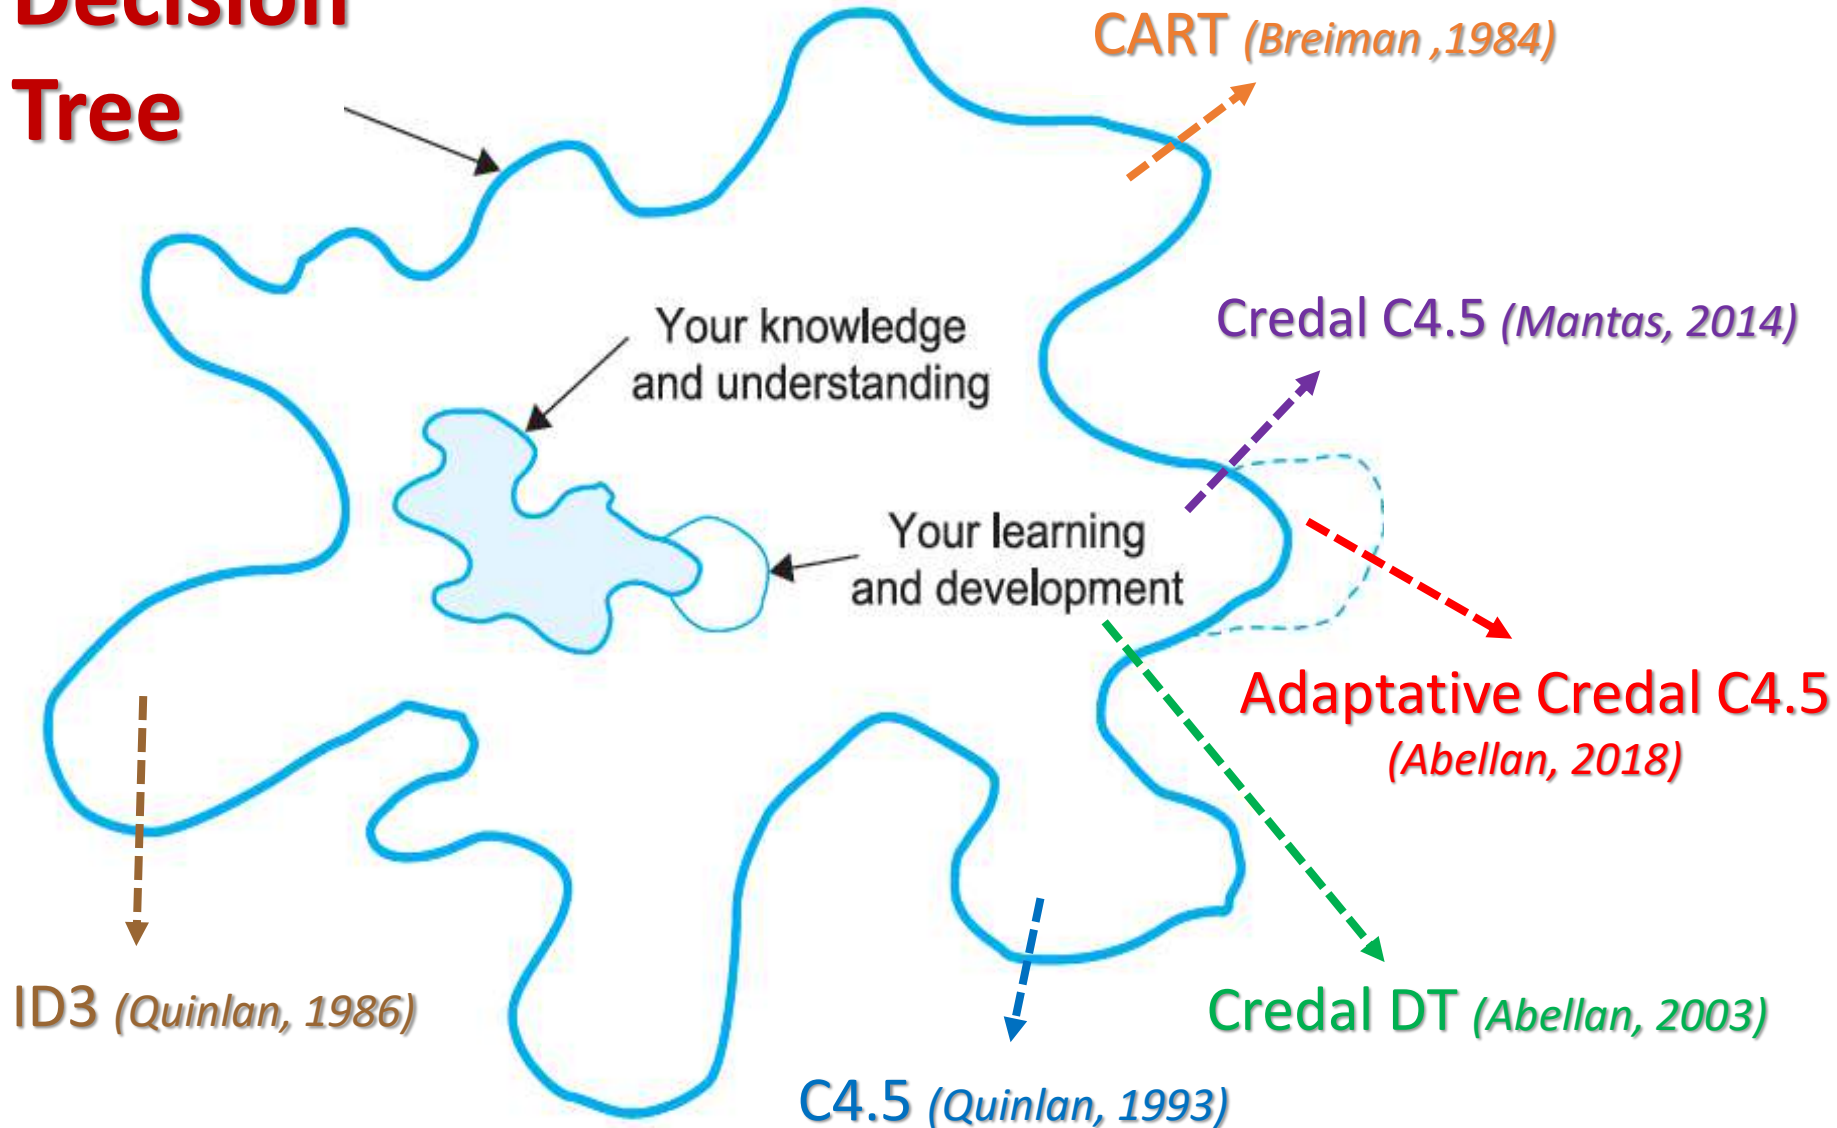 Decision
Tree
CART (Breiman ,1984)
Your knowledge
and understanding
Credal C4.5 (Mantas, 2014)
Your learning
and development
Adaptative Credal C4.5
(Abellan, 2018)
ID3 (Quinlan, 1986)
Credal DT (Abellan, 2003)
C4.5 (Quinlan, 1993)